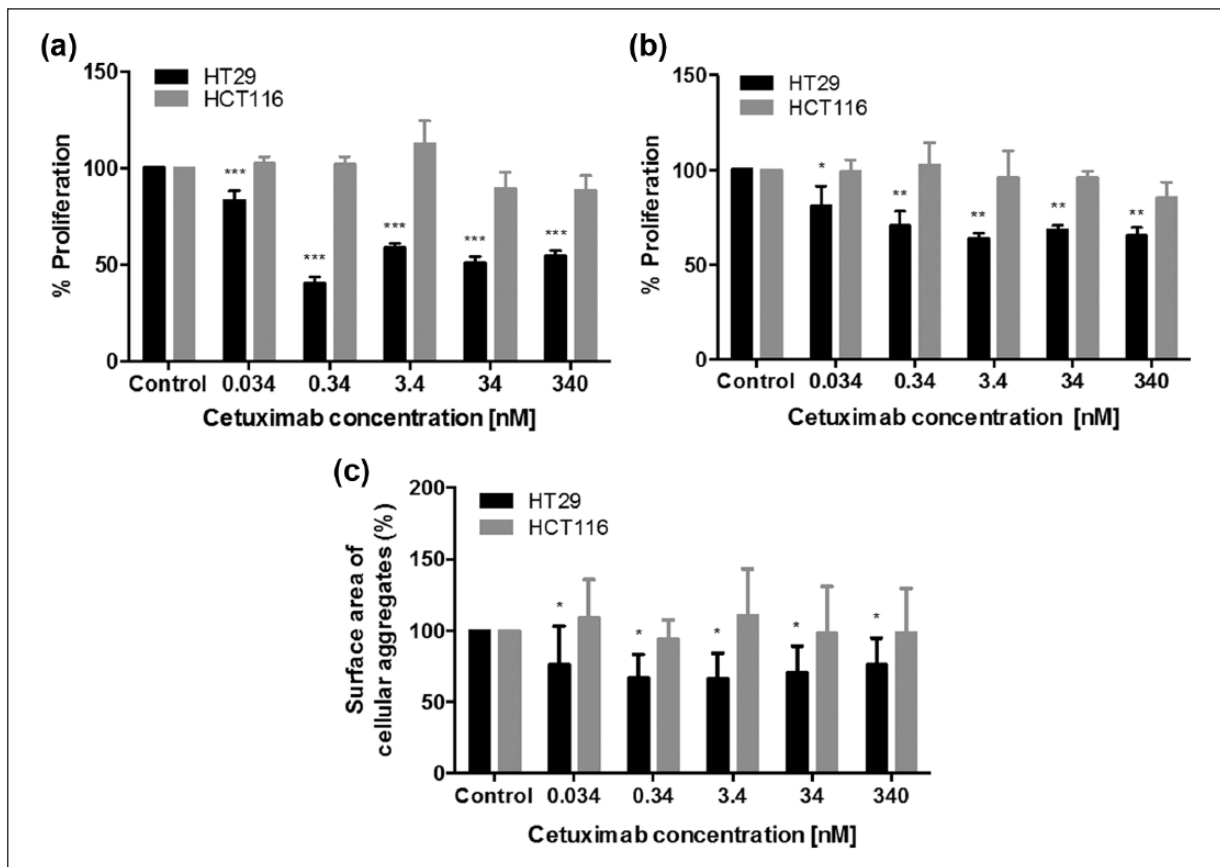 (a)
150
HT29
HCT116
100
50
0
% Proliferation
***
***
***
***
***
Control 0.034 0.34 3.4 34 340
Cetuximab concentration [nM]
(b)
150
HT29
HCT116
100
50
0
% Proliferation
*
**
**
**
**
Control 0.034 0.34 3.4 34 340
Cetuximab concentration [nM]
(c)
200
HT29
HCT116
150
100
50
0
Surface area of
cellular aggregates (%)
*
*
*
*
*
Control 0.034 0.34 3.4 34 340
Cetuximab concentration [nM]